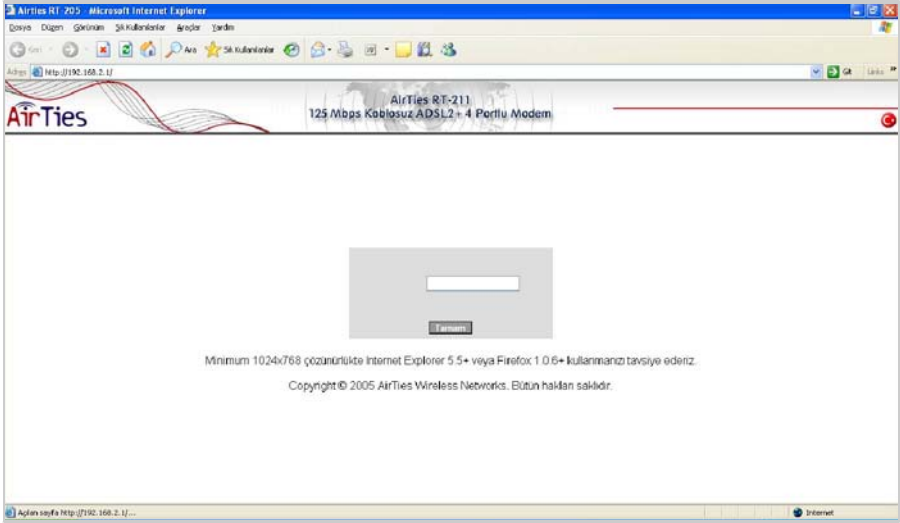 Airties RT-205 - Microsoft Internet Explorer
Dosya Düzen Görünüm Sık Kullanılanlar Araçlar Yardım
Geri Ara Sık Kullanılanlar
Adres http://192.168.2.1/ Git Links
AirTies
AirTies RT-211
125 Mbps Kablosuz ADSL2+ 4 Portlu Modem
Tamam
Minimum 1024x768 çözünürlükte Internet Explorer 5.5+ veya Firefox 1.0.6+ kullanmanızı tavsiye ederiz.
Copyright © 2005 AirTies Wireless Networks. Bütün hakları saklıdır.
Açılan sayfa http://192.168.2.1/...
Internet